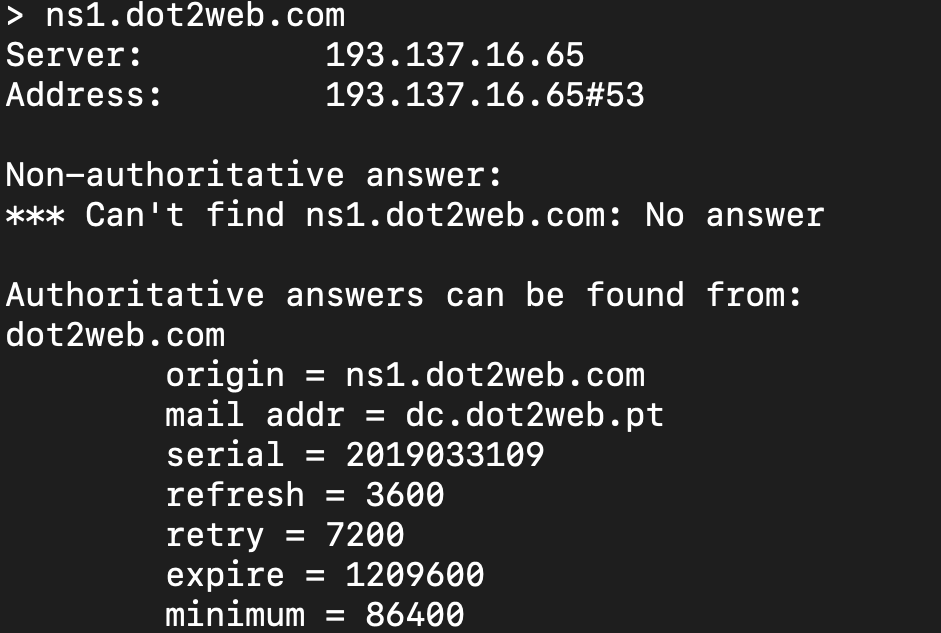 > ns1.dot2web.com
Server:		193.137.16.65
Address:	193.137.16.65#53

Non-authoritative answer:
*** Can't find ns1.dot2web.com: No answer

Authoritative answers can be found from:
dot2web.com
	origin = ns1.dot2web.com
	mail addr = dc.dot2web.pt
	serial = 2019033109
	refresh = 3600
	retry = 7200
	expire = 1209600
	minimum = 86400